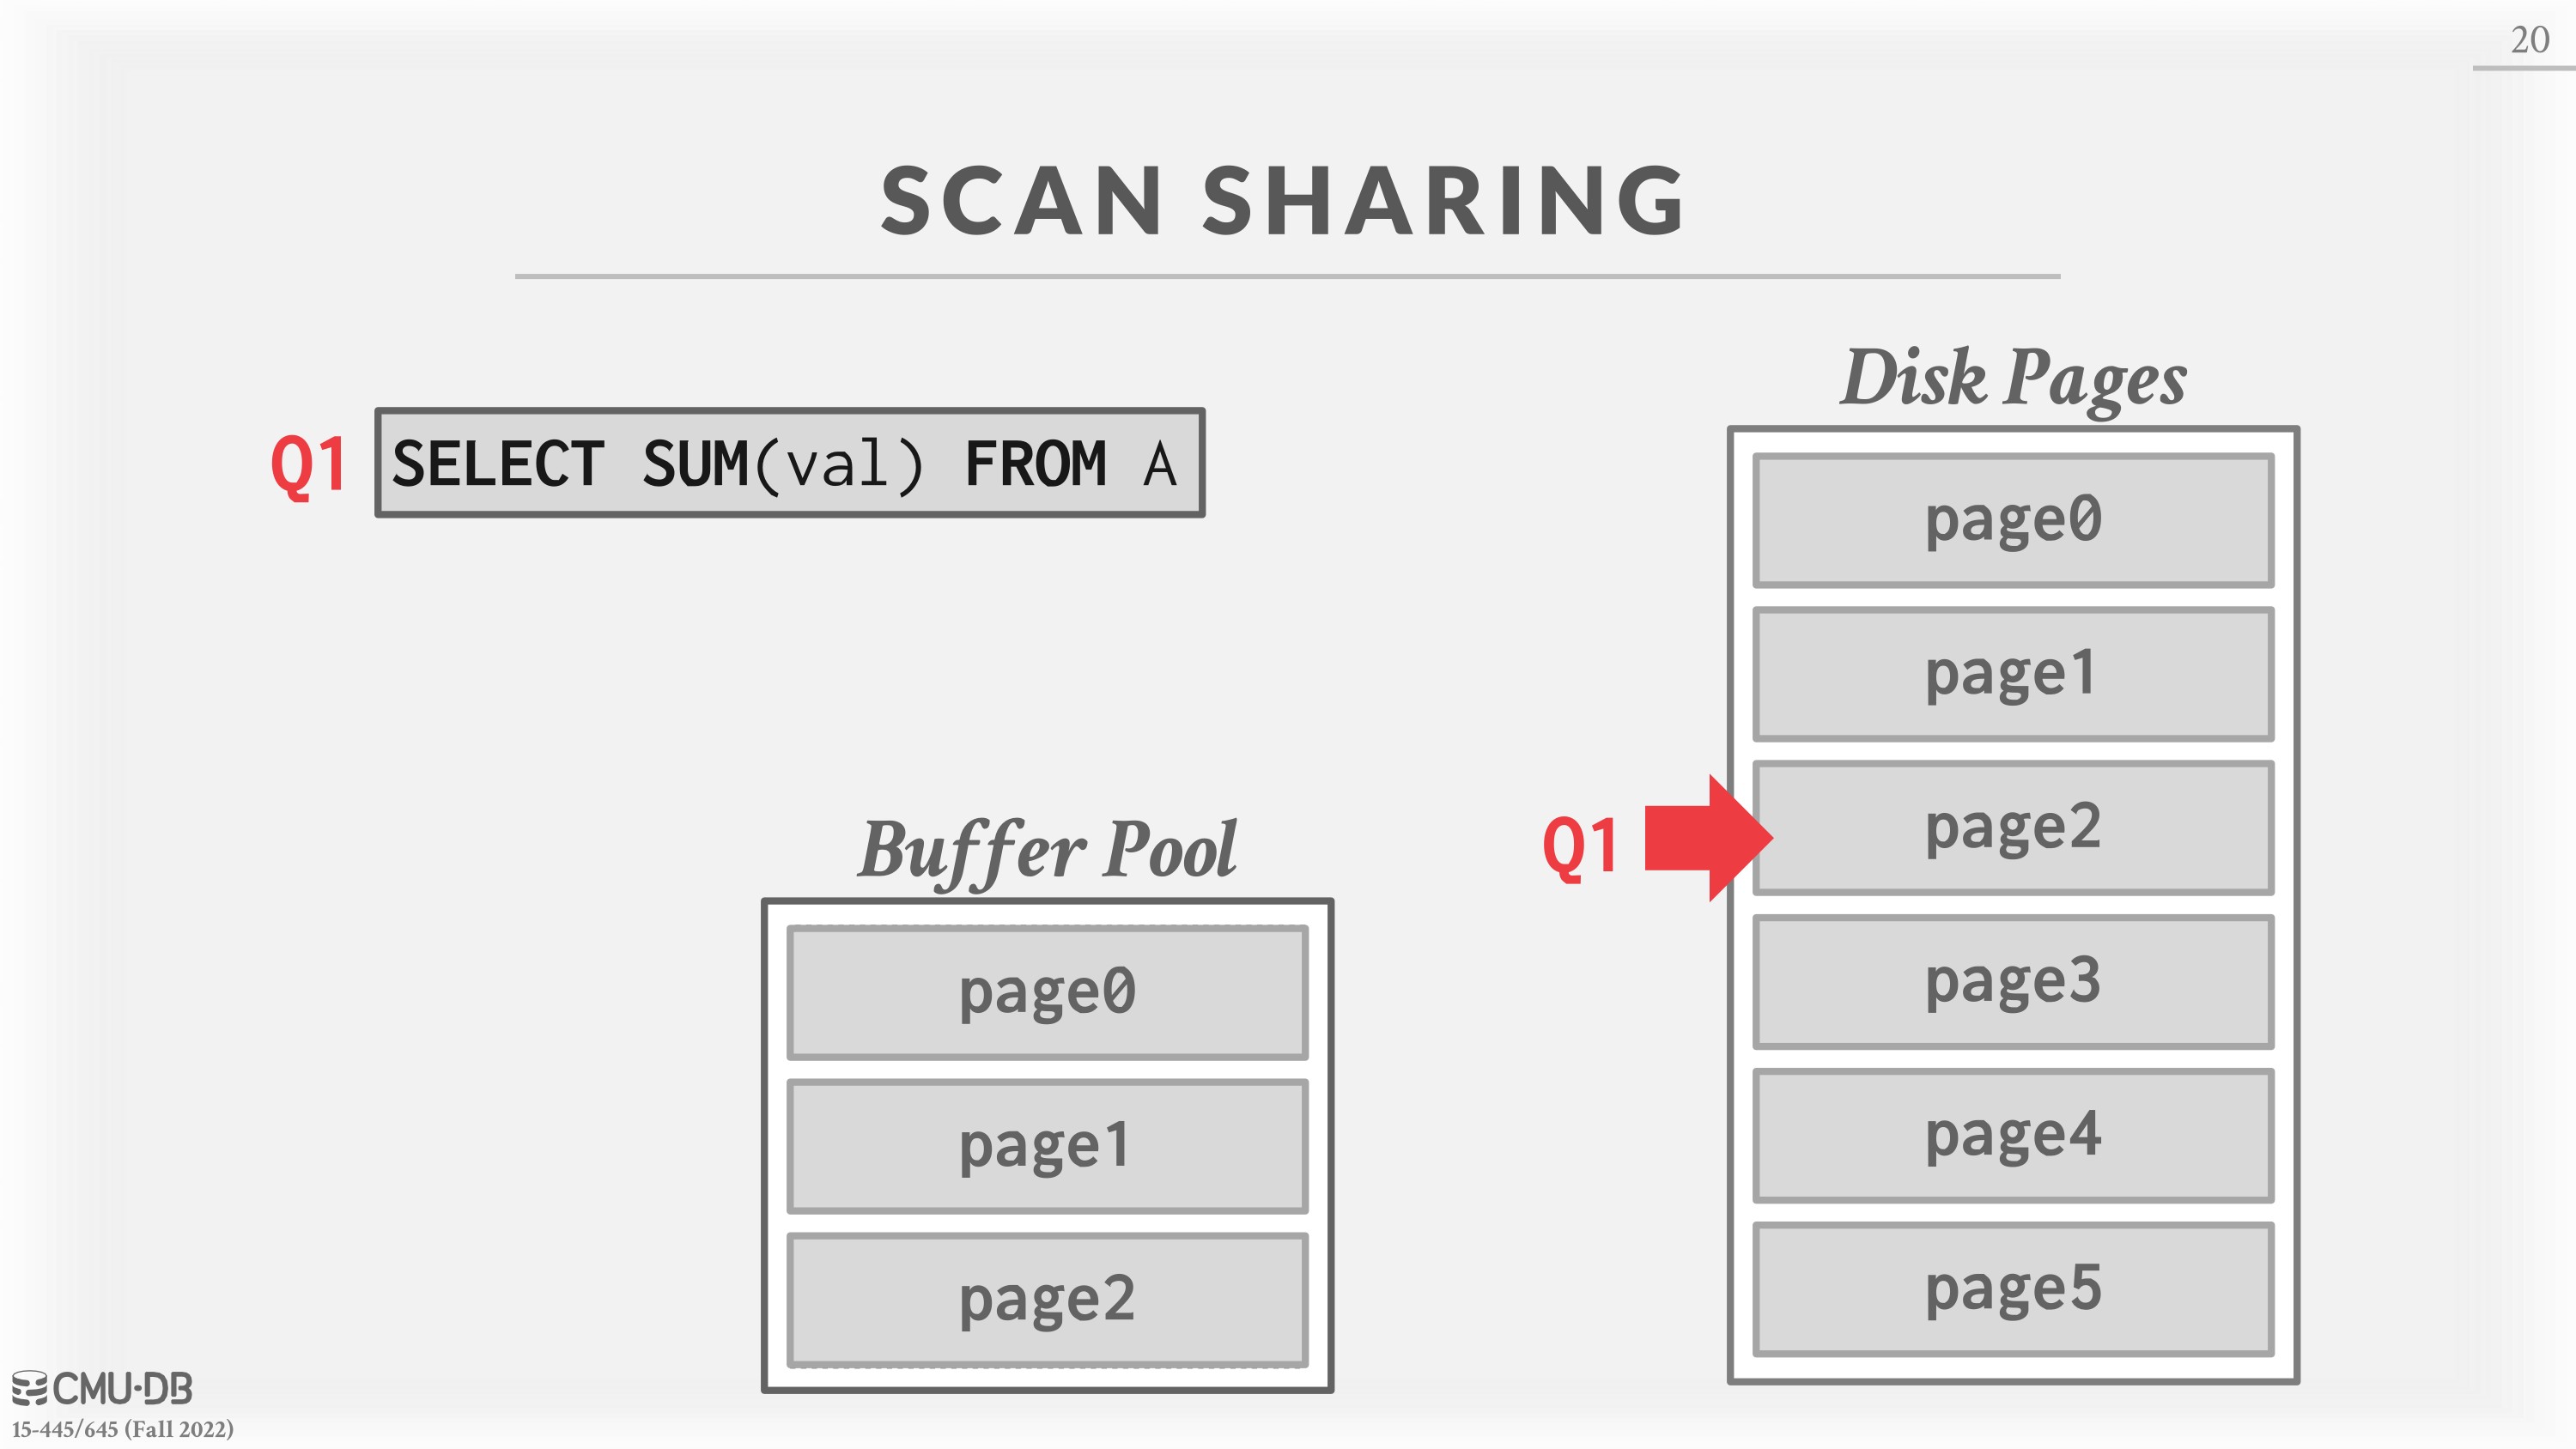 20
SCAN SHARING
Q1 SELECT SUM(val) FROM A
Disk Pages
page0
page1
Q1 page2
page3
page4
page5
Buffer Pool
page0
page1
page2
CMU·DB
15-445/645 (Fall 2022)